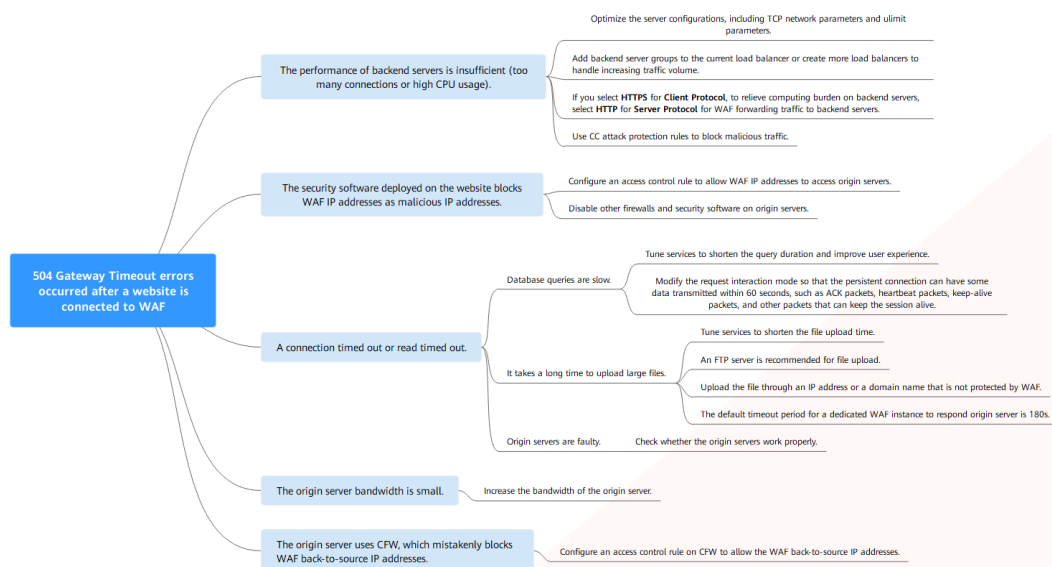 504 Gateway Timeout errors
occurred after a website is
connected to WAF
The performance of backend servers is insufficient (too
many connections or high CPU usage).
Optimize the server configurations, including TCP network parameters and ulimit
parameters.
Add backend server groups to the current load balancer or create more load balancers to
handle increasing traffic volume.
If you select HTTPS for Client Protocol, to relieve computing burden on backend servers,
select HTTP for Server Protocol for WAF forwarding traffic to backend servers.
Use CC attack protection rules to block malicious traffic.
The security software deployed on the website blocks
WAF IP addresses as malicious IP addresses.
Configure an access control rule to allow WAF IP addresses to access origin servers.
Disable other firewalls and security software on origin servers.
A connection timed out or read timed out.
Database queries are slow.
Tune services to shorten the query duration and improve user experience.
Modify the request interaction mode so that the persistent connection can have some
data transmitted within 60 seconds, such as ACK packets, heartbeat packets, keep-alive
packets, and other packets that can keep the session alive.
It takes a long time to upload large files.
Tune services to shorten the file upload time.
An FTP server is recommended for file upload.
Upload the file through an IP address or a domain name that is not protected by WAF.
The default timeout period for a dedicated WAF instance to respond origin server is 180s.
Origin servers are faulty.
Check whether the origin servers work properly.
The origin server bandwidth is small.
Increase the bandwidth of the origin server.
The origin server uses CFW, which mistakenly blocks
WAF back-to-source IP addresses.
Configure an access control rule on CFW to allow the WAF back-to-source IP addresses.